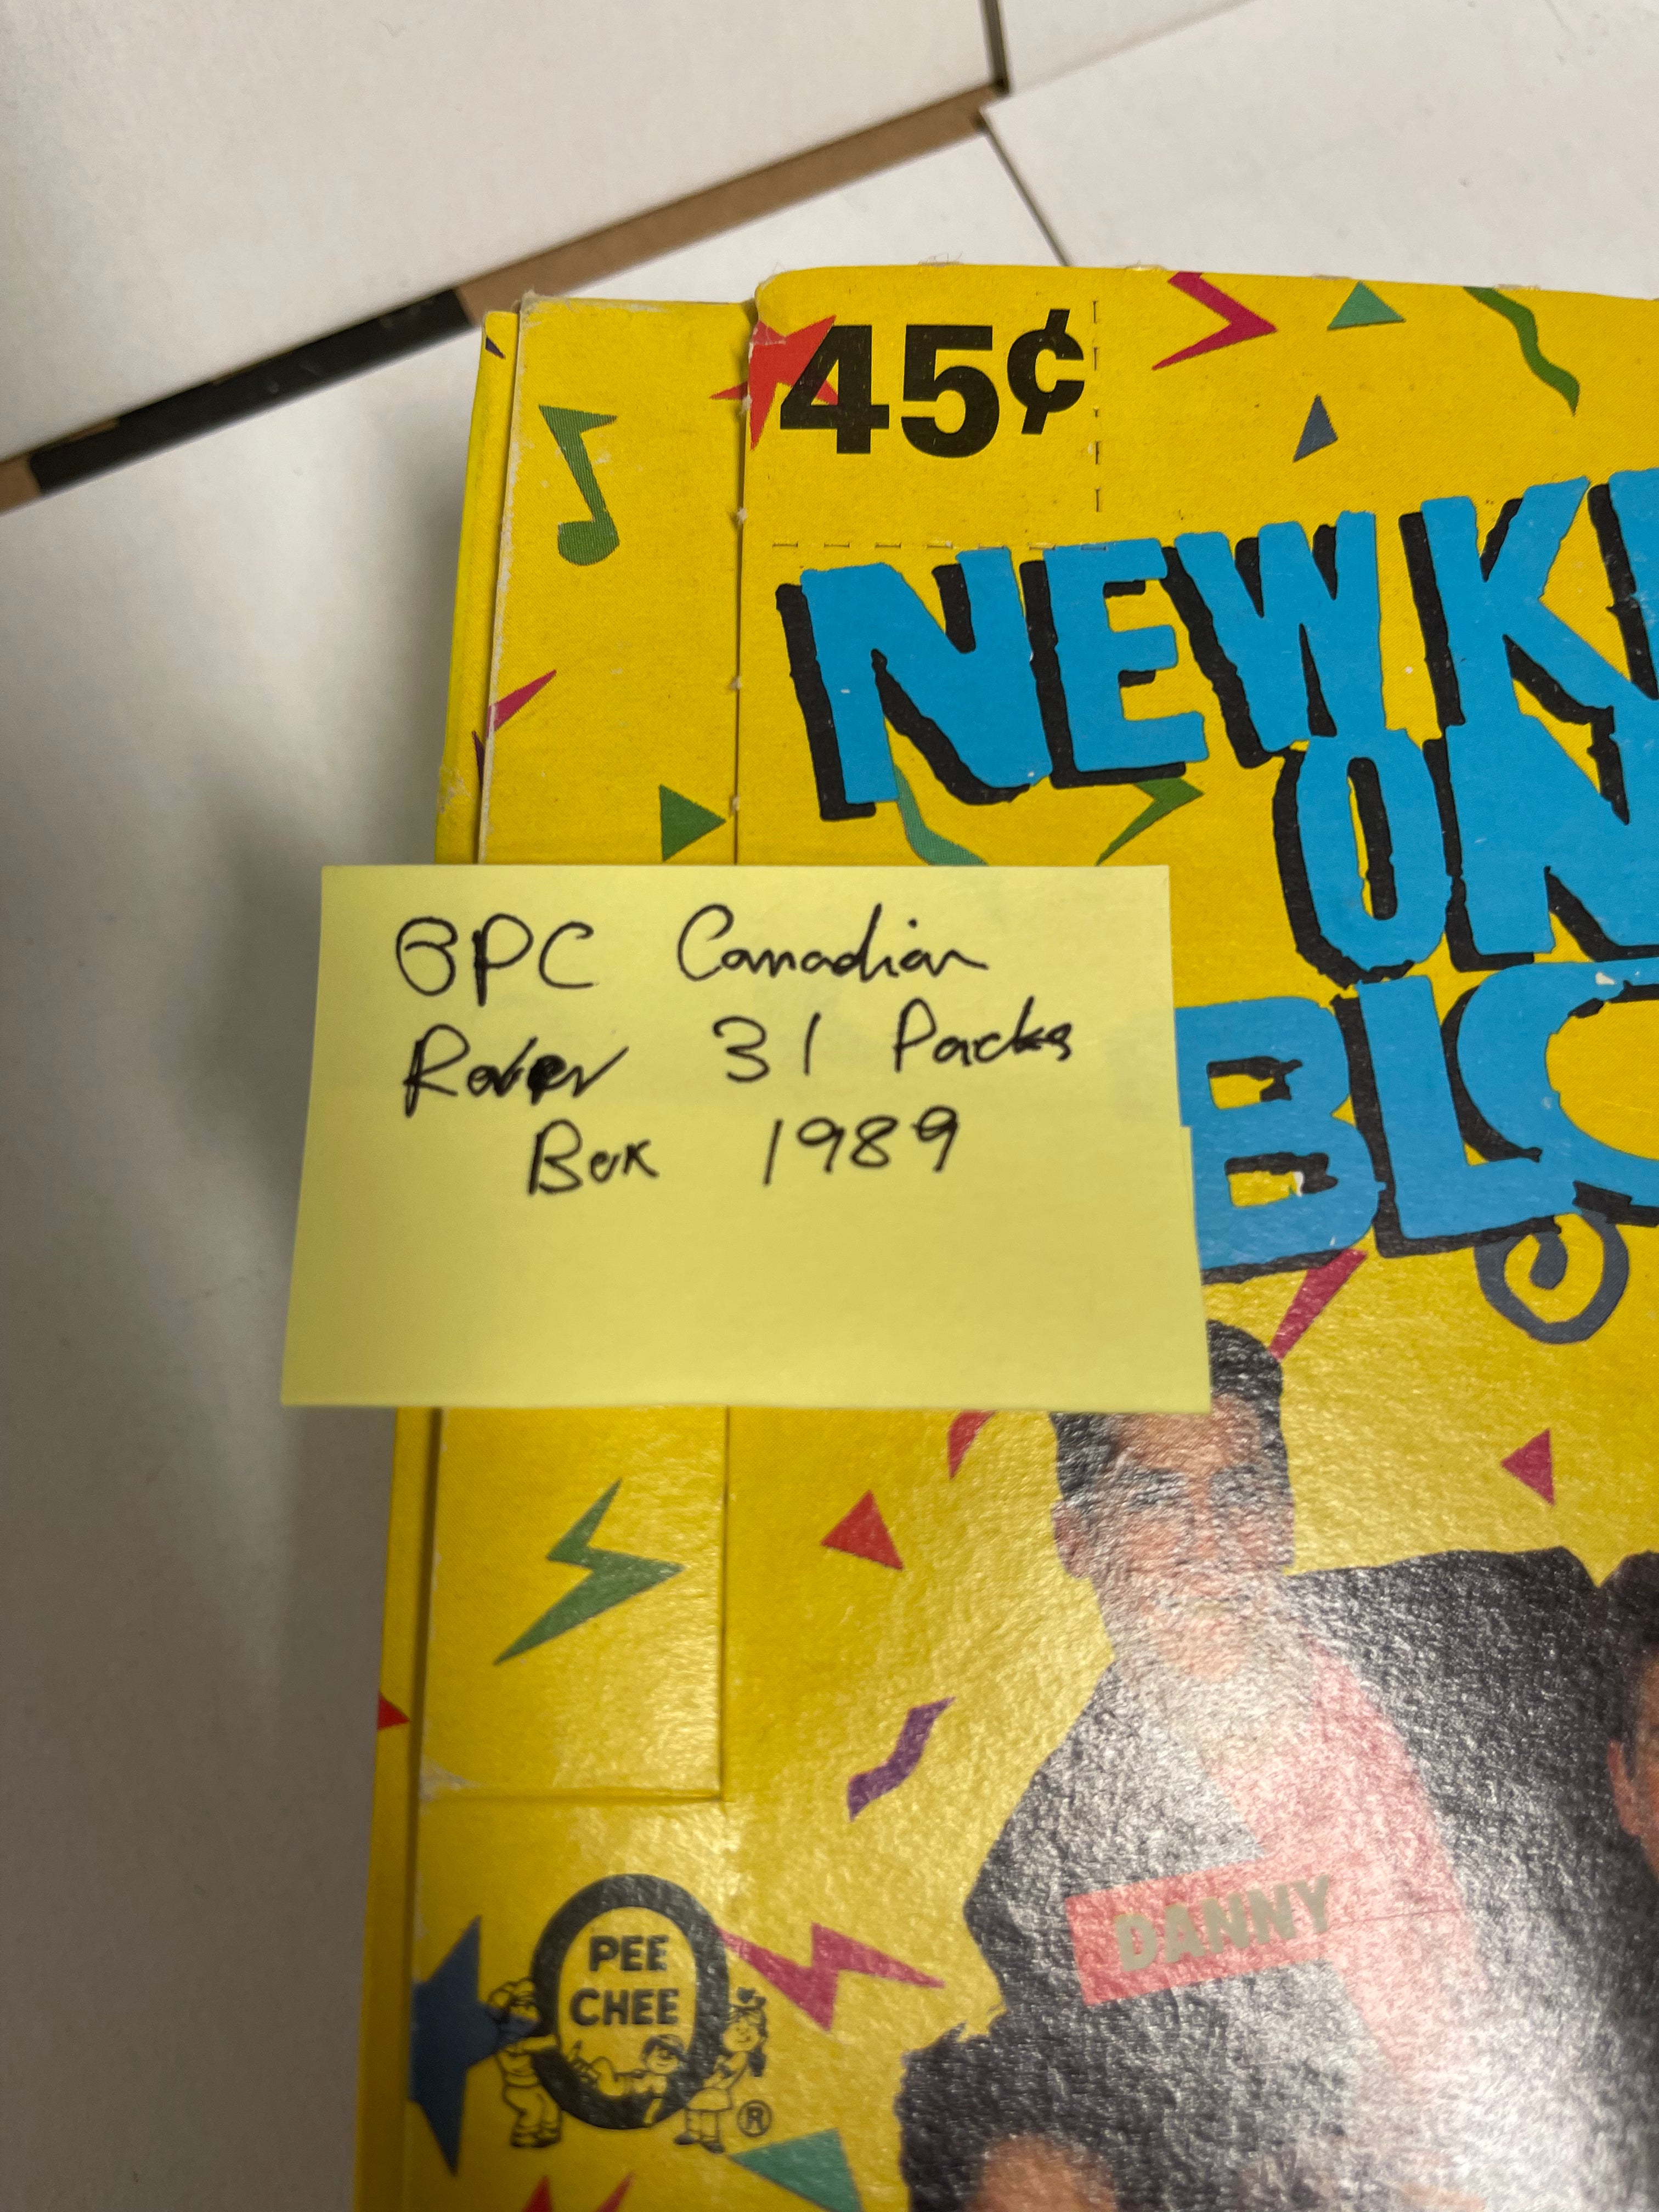 45¢
NEW K
ON
BLO
OPC Canadian
Rarer 31 Packs
Box 1989
DANNY
PEE
CHEE
®